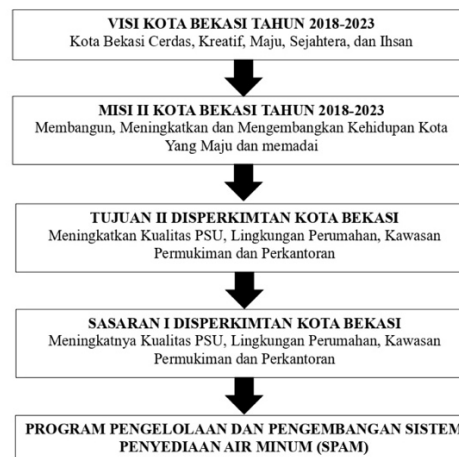 VISI KOTA BEKASI TAHUN 2018-2023
Kota Bekasi Cerdas, Kreatif, Maju, Sejahtera, dan Ihsan
MISI II KOTA BEKASI TAHUN 2018-2023
Membangun, Meningkatkan dan Mengembangkan Kehidupan Kota
Yang Maju dan memadai
TUJUAN II DISPERKIMTAN KOTA BEKASI
Meningkatkan Kualitas PSU, Lingkungan Perumahan, Kawasan
Permukiman dan Perkantoran
SASARAN I DISPERKIMTAN KOTA BEKASI
Meningkatnya Kualitas PSU, Lingkungan Perumahan, Kawasan
Permukiman dan Perkantoran
PROGRAM PENGELOLAAN DAN PENGEMBANGAN SISTEM
PENYEDIAAN AIR MINUM (SPAM)